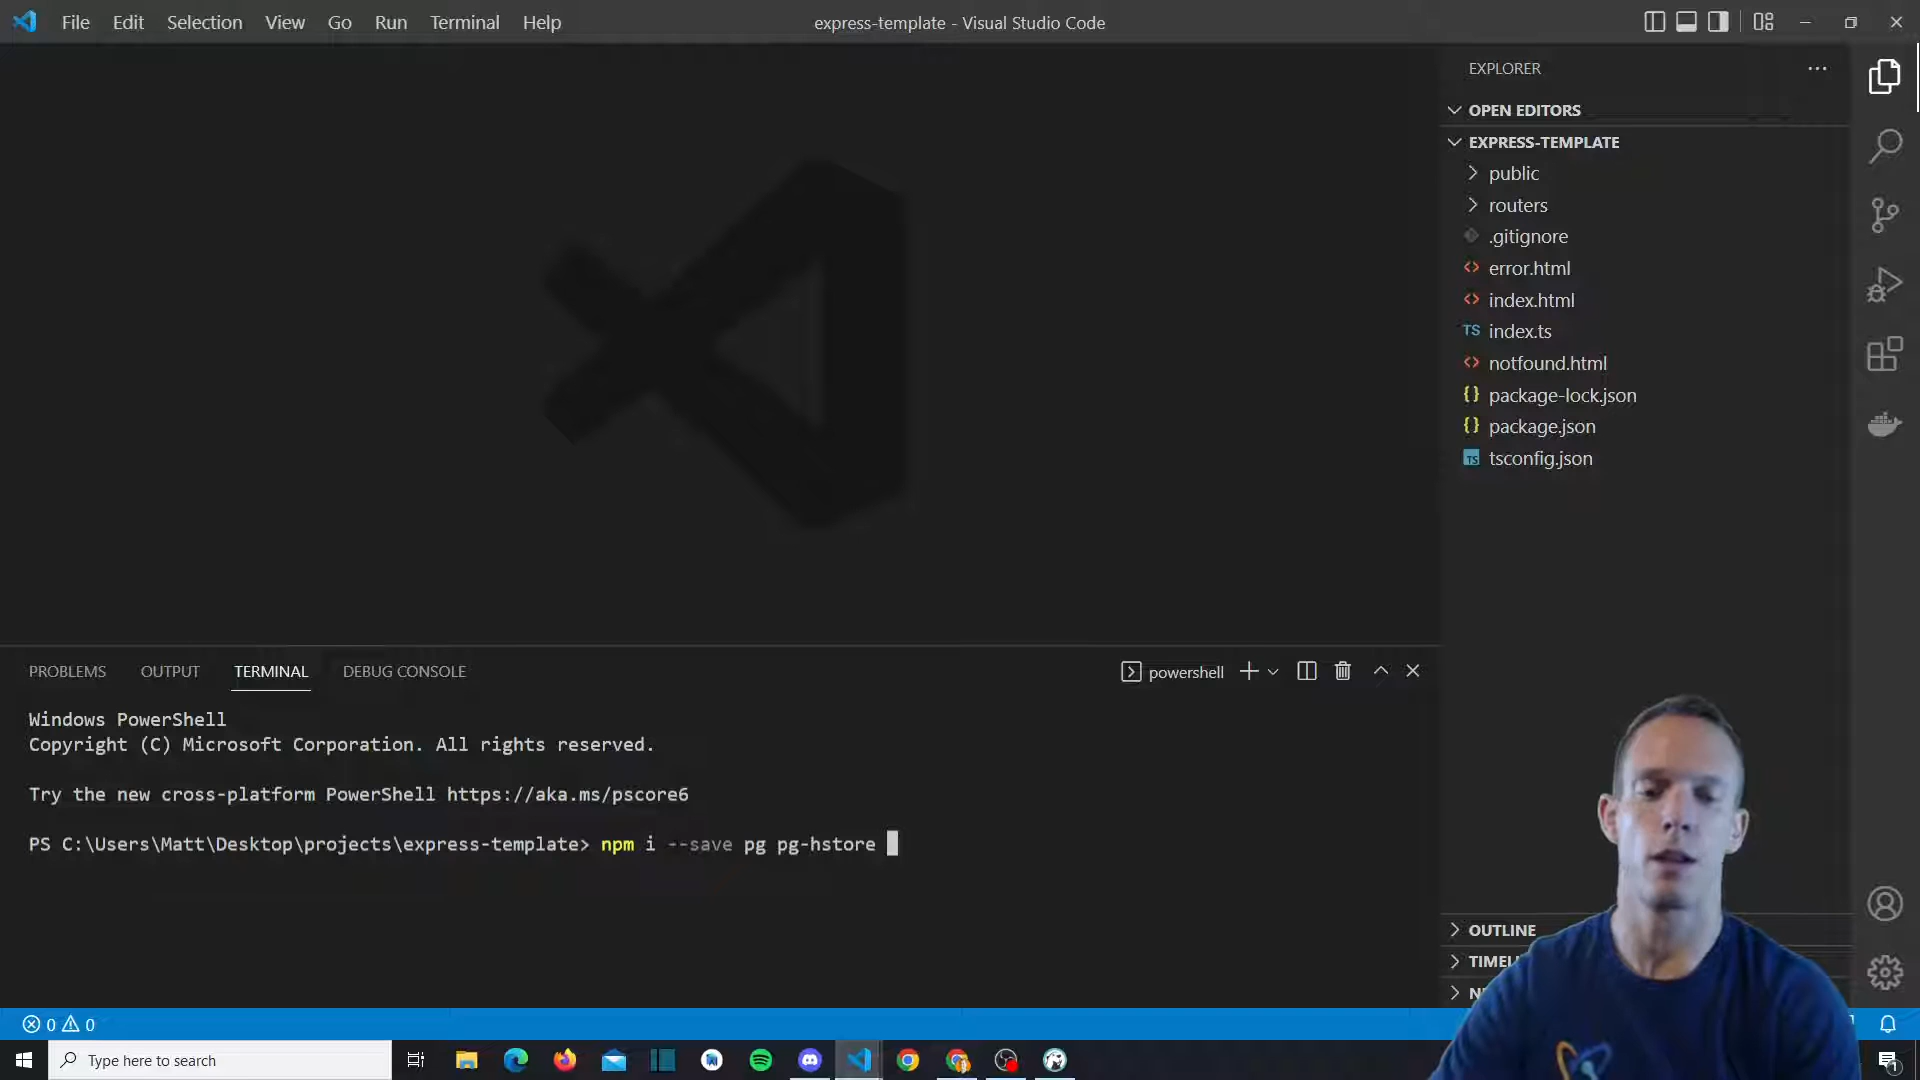 File Edit Selection View Go Run Terminal Help
express-template - Visual Studio Code
EXPLORER
OPEN EDITORS
EXPRESS-TEMPLATE
public
routers
.gitignore
error.html
index.html
TS index.ts
notfound.html
{} package-lock.json
{} package.json
TS tsconfig.json
PROBLEMS OUTPUT TERMINAL DEBUG CONSOLE
powershell
Windows PowerShell
Copyright (C) Microsoft Corporation. All rights reserved.
Try the new cross-platform PowerShell https://aka.ms/pscore6
PS C:\Users\Matt\Desktop\projects\express-template> npm i --save pg pg-hstore
OUTLINE
0 0
Type here to search
1